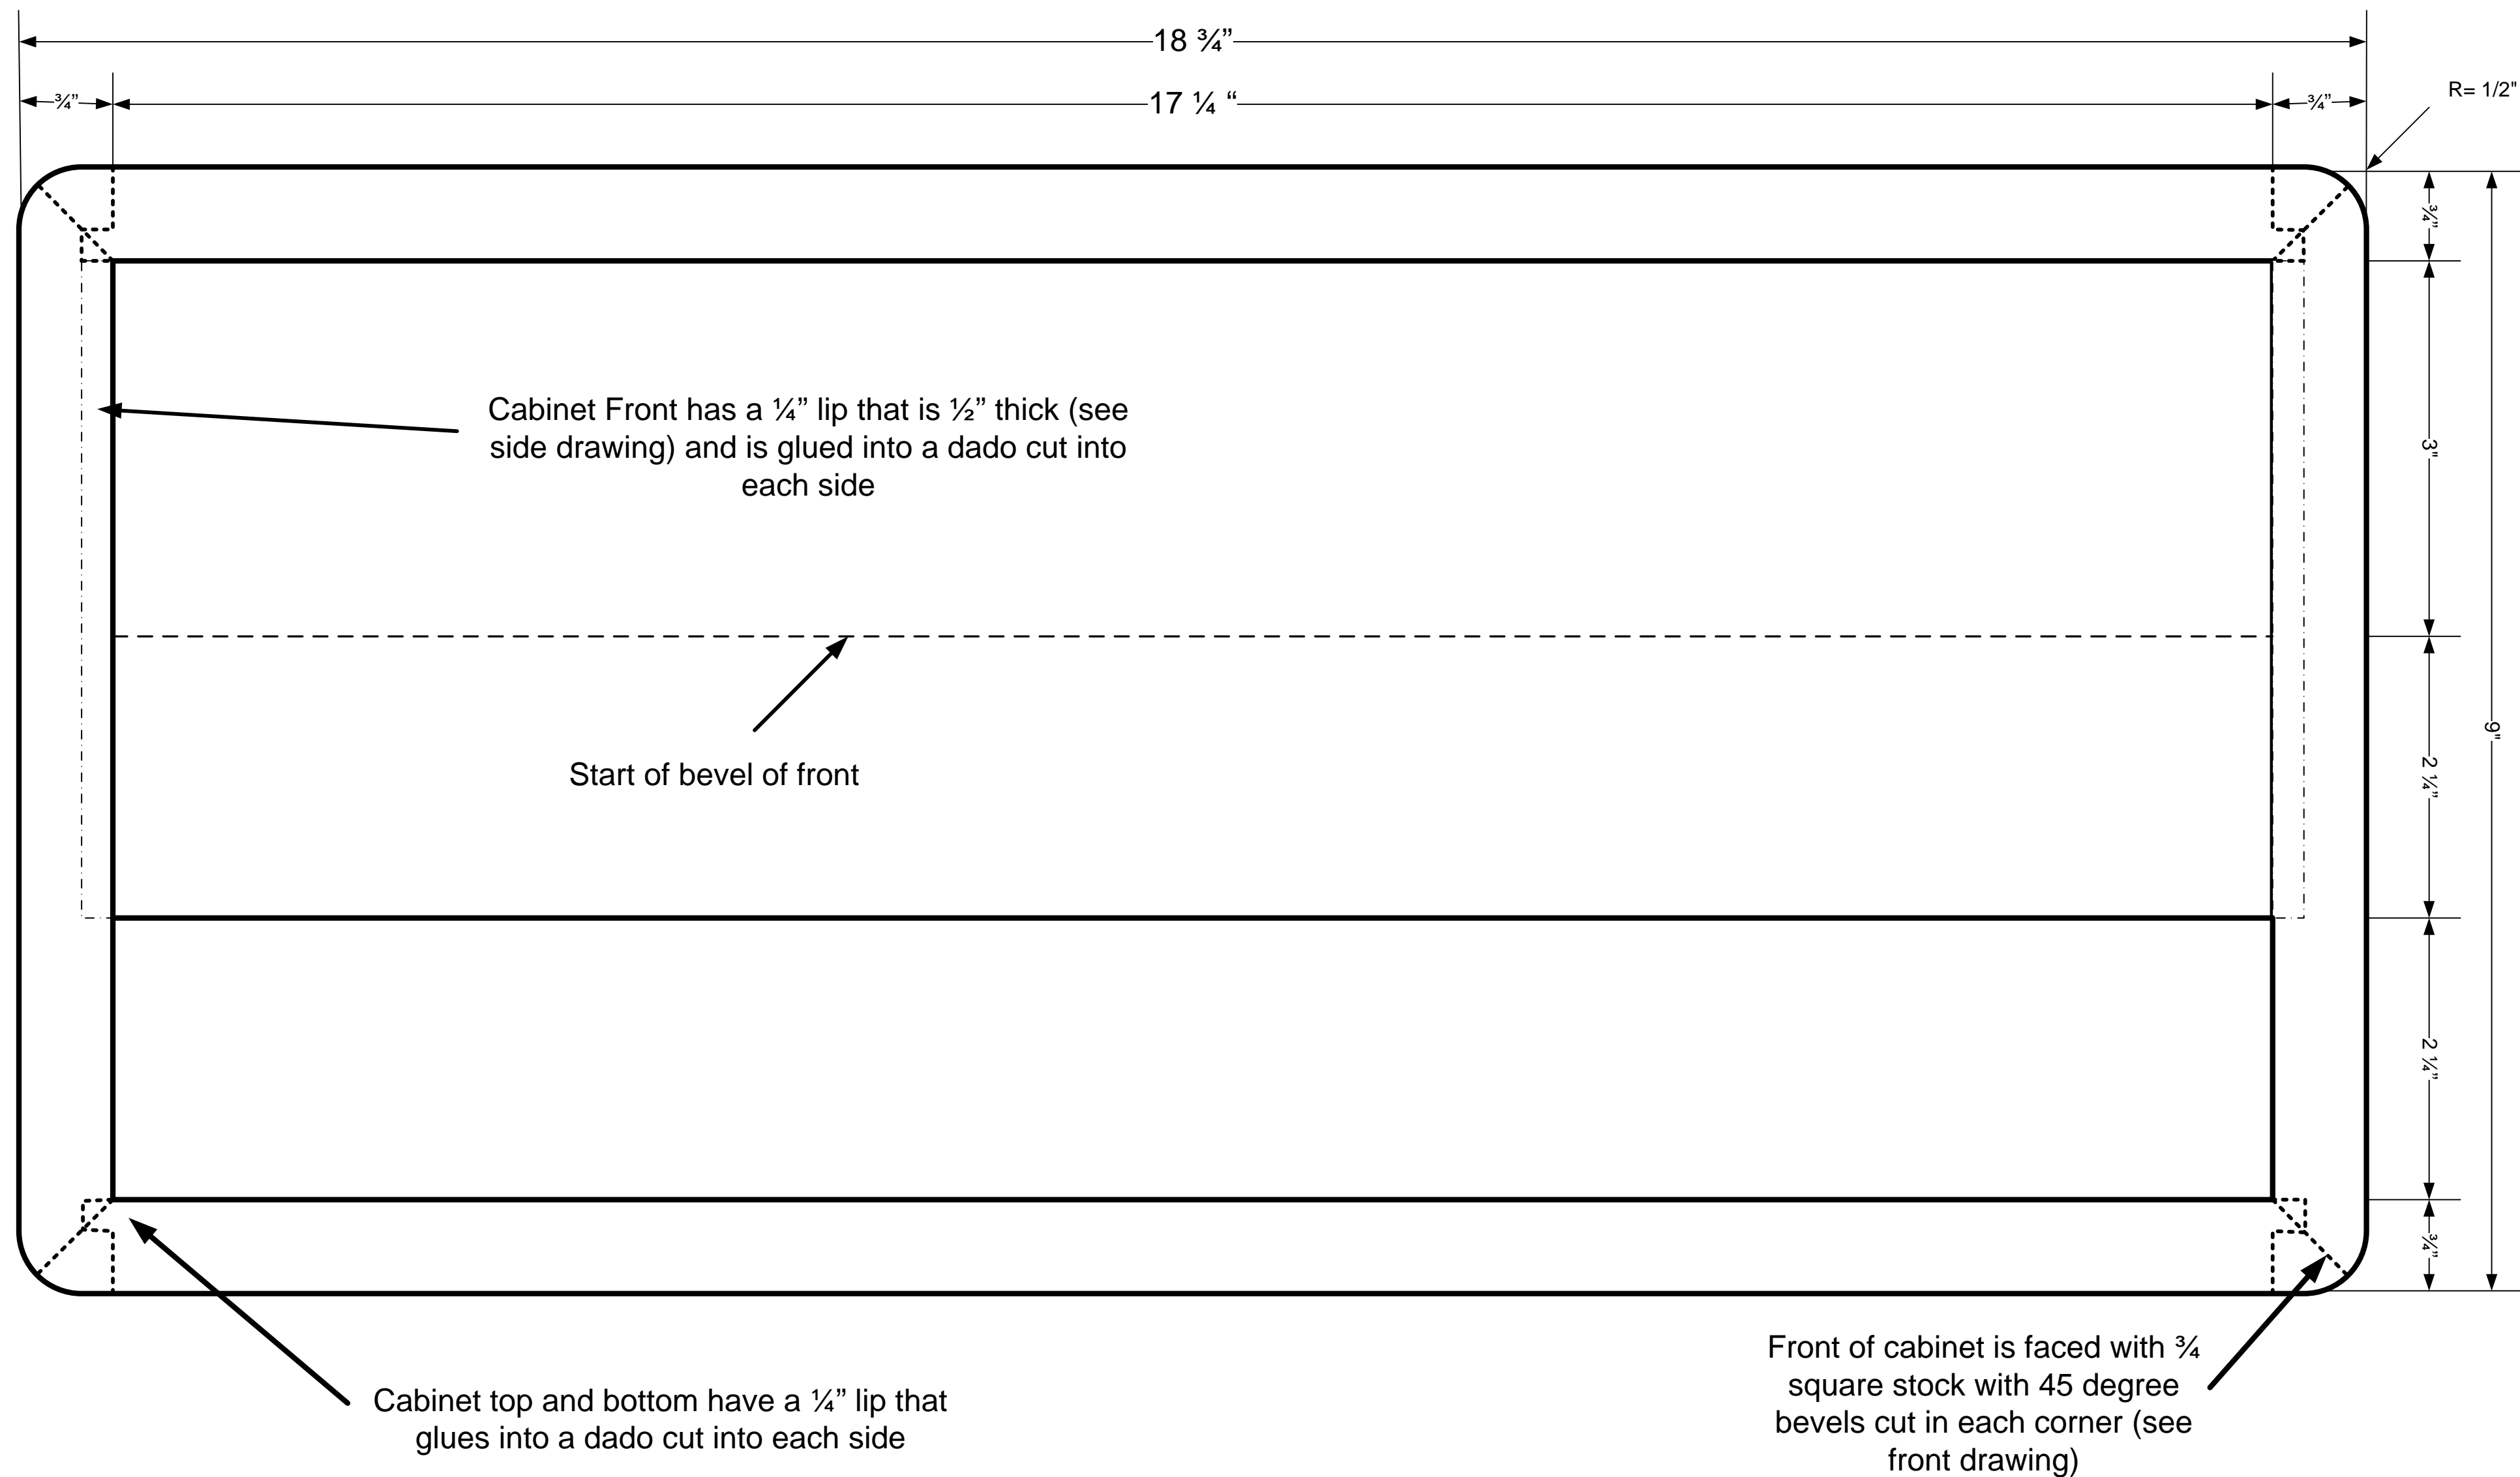 18 ¾”
¾”
17 ¼ “
¾”
R= 1/2"
¾”
3"
2 ¼”
9"
2 ¼”
¾”
Cabinet Front has a ¼” lip that is ½” thick (see
side drawing) and is glued into a dado cut into
each side
Start of bevel of front
Cabinet top and bottom have a ¼” lip that
glues into a dado cut into each side
Front of cabinet is faced with ¾
square stock with 45 degree
bevels cut in each corner (see
front drawing)